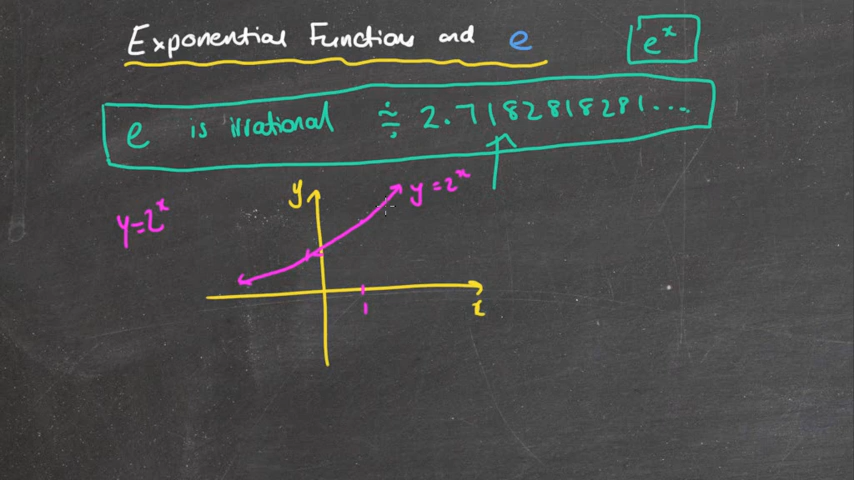 Exponential Function and e
e^x
e is irrational ≑ 2.7182818281...
y
y=2^x
y=2^x
1
x